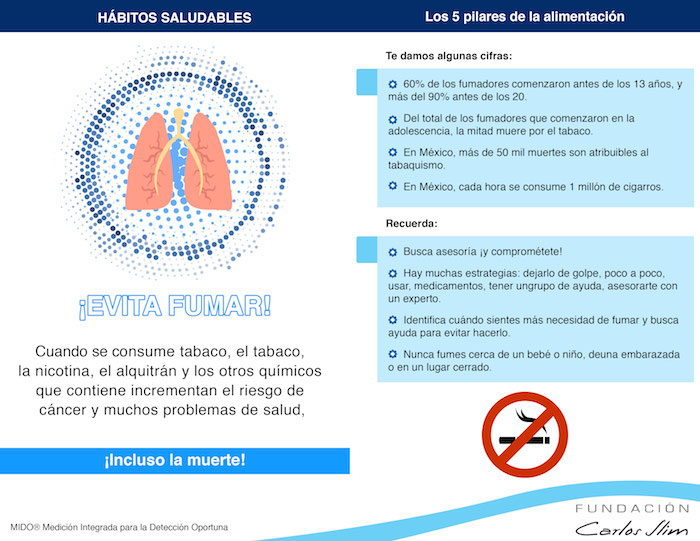 HÁBITOS SALUDABLES
¡EVITA FUMAR!
Cuando se consume tabaco, el tabaco,
la nicotina, el alquitrán y los otros químicos
que contiene incrementan el riesgo de
cáncer y muchos problemas de salud,
¡Incluso la muerte!
MIDO® Medición Integrada para la Detección Oportuna
Los 5 pilares de la alimentación
Te damos algunas cifras:
60% de los fumadores comenzaron antes de los 13 años, y
más del 90% antes de los 20.
Del total de los fumadores que comenzaron en la
adolescencia, la mitad muere por el tabaco.
En México, más de 50 mil muertes son atribuibles al
tabaquismo.
En México, cada hora se consume 1 millón de cigarros.
Recuerda:
Busca asesoría ¡y comprométete!
Hay muchas estrategias: dejarlo de golpe, poco a poco,
usar, medicamentos, tener ungrupo de ayuda, asesorarte con
un experto.
Identifica cuándo sientes más necesidad de fumar y busca
ayuda para evitar hacerlo.
Nunca fumes cerca de un bebé o niño, deuna embarazada
o en un lugar cerrado.
FUNDACIÓN
Carlos Slim